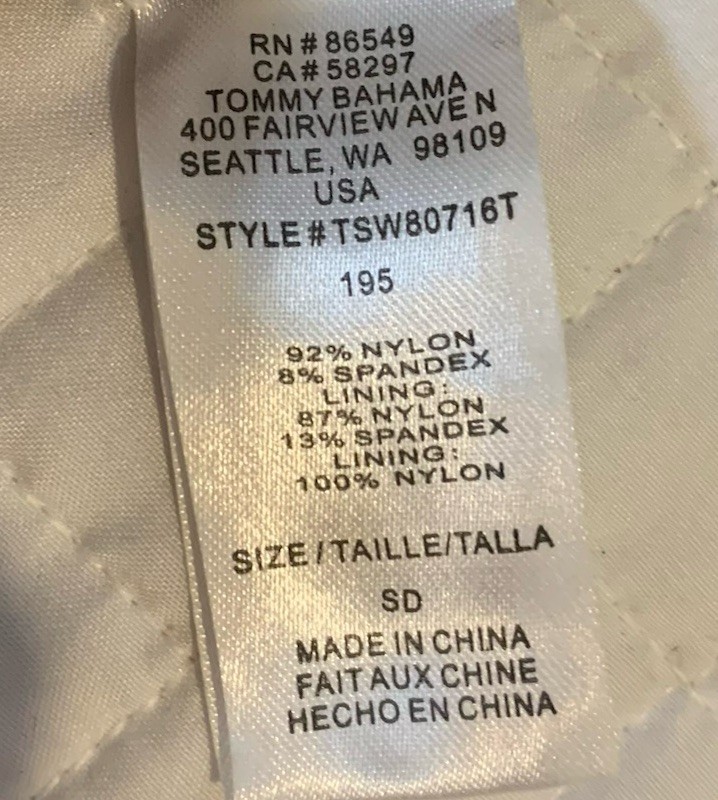 RN # 86549
CA # 58297
TOMMY BAHAMA
400 FAIRVIEW AVE N
SEATTLE, WA 98109
USA
STYLE # TSW80716T
195
92% NYLON
8% SPANDEX
LINING:
87% NYLON
13% SPANDEX
LINING:
100% NYLON
SIZE / TAILLE/TALLA
SD
MADE IN CHINA
FAIT AUX CHINE
HECHO EN CHINA